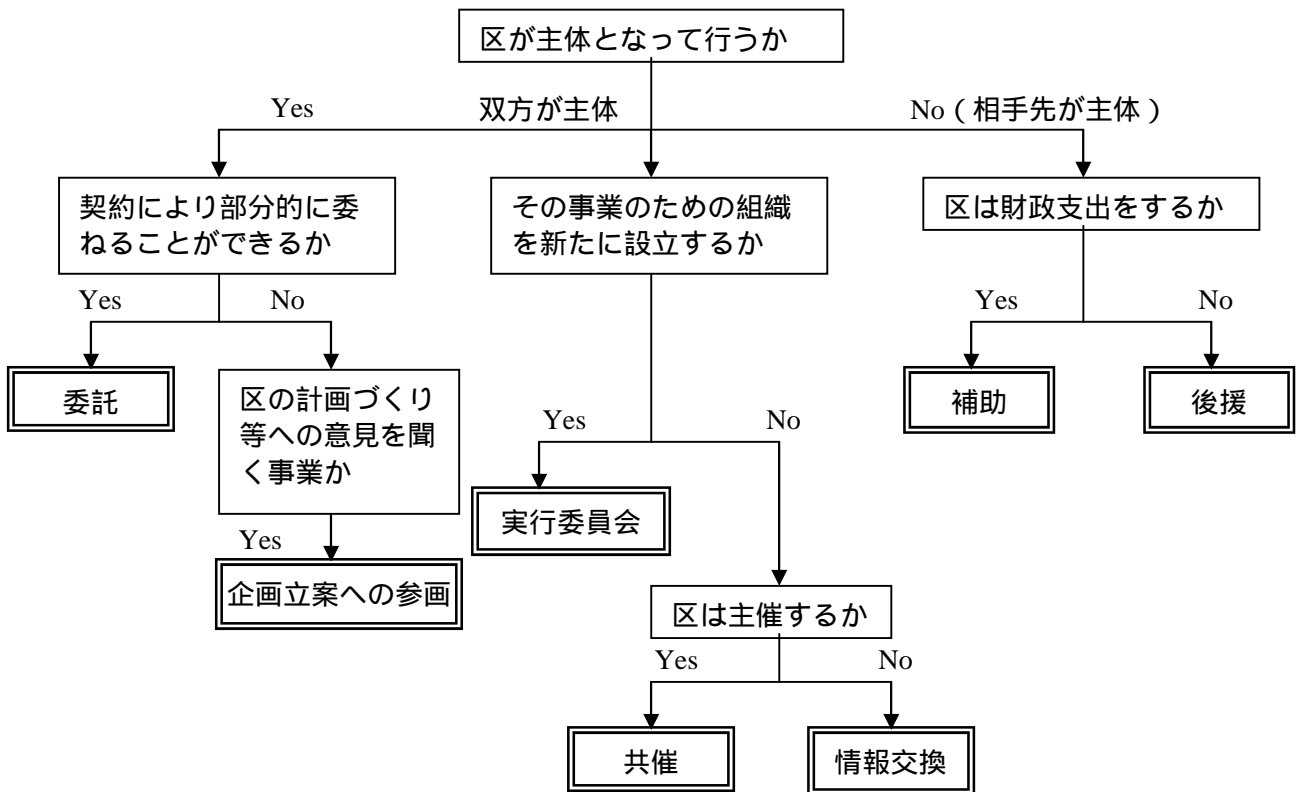 区が主体となって行うか
Yes
双方が主体
No(相手先が主体)
契約により部分的に委
ねることができるか
その事業のための組織
を新たに設立するか
区は財政支出をするか
Yes
No
Yes
No
委託
区の計画づくり
等への意見を聞
く事業か
補助
後援
Yes
No
実行委員会
Yes
企画立案への参画
区は主催するか
Yes
No
共催
情報交換